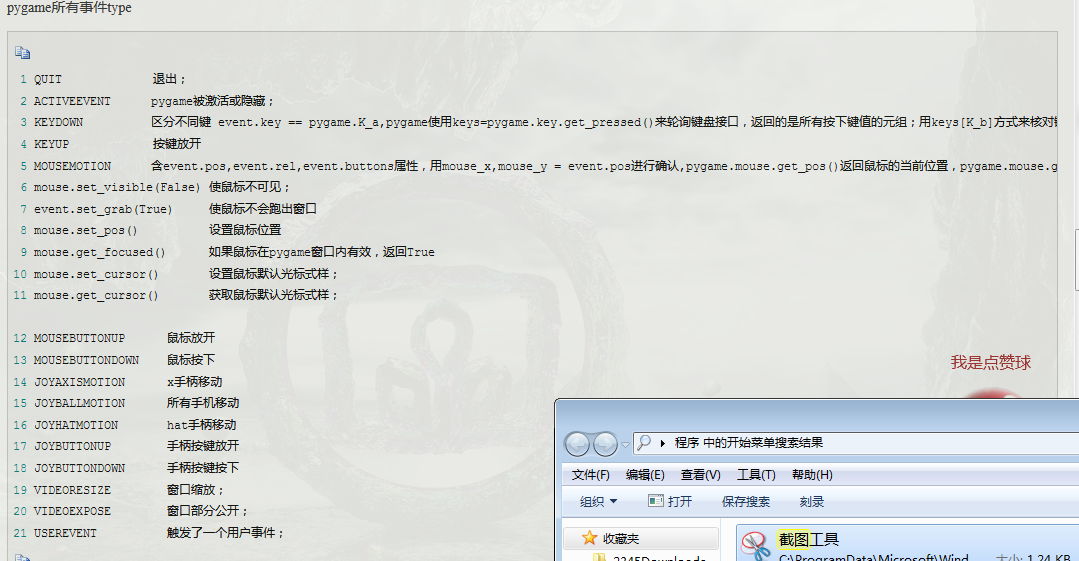 pygame所有事件type
1 QUIT 退出；
2 ACTIVEEVENT pygame被激活或隐藏；
3 KEYDOWN 区分不同键 event.key == pygame.K_a,pygame使用keys=pygame.key.get_pressed()来轮询键盘接口，返回的是所有按下键值的元组；用keys[K_b]方式来核对
4 KEYUP 按键放开
5 MOUSEMOTION 含event.pos,event.rel,event.buttons属性，用mouse_x,mouse_y = event.pos进行确认,pygame.mouse.get_pos()返回鼠标的当前位置，pygame.mouse.g
6 mouse.set_visible(False) 使鼠标不可见；
7 event.set_grab(True) 使鼠标不会跑出窗口
8 mouse.set_pos() 设置鼠标位置
9 mouse.get_focused() 如果鼠标在pygame窗口内有效，返回True
10 mouse.set_cursor() 设置鼠标默认光标式样；
11 mouse.get_cursor() 获取鼠标默认光标式样；
12 MOUSEBUTTONUP 鼠标放开
13 MOUSEBUTTONDOWN 鼠标按下
14 JOYAXISMOTION x手柄移动
15 JOYBALLMOTION 所有手机移动
16 JOYHATMOTION hat手柄移动
17 JOYBUTTONUP 手柄按键放开
18 JOYBUTTONDOWN 手柄按键按下
19 VIDEORESIZE 窗口缩放；
20 VIDEOEXPOSE 窗口部分公开；
21 USEREVENT 触发了一个用户事件；
我是点赞球
程序 中的开始菜单搜索结果
文件(F) 编辑(E) 查看(V) 工具(T) 帮助(H)
组织 打开 保存搜索 刻录
收藏夹
截图工具
2345Downloads
C:\ProgramData\Microsoft\Wind 大小: 1.24 KB